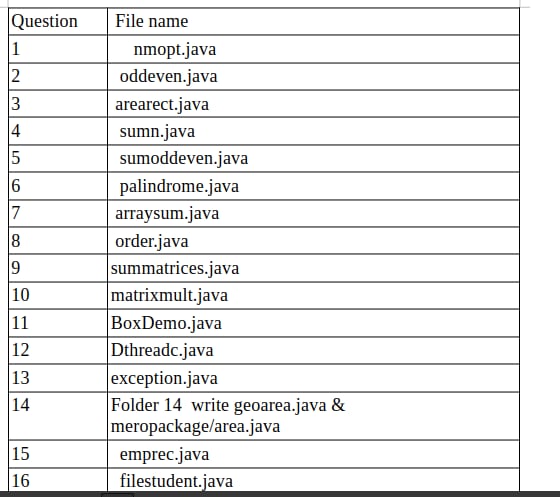 Question File name
1 nmopt.java
2 oddeven.java
3 arearect.java
4 sumn.java
5 sumoddeven.java
6 palindrome.java
7 arraysum.java
8 order.java
9 summatrices.java
10 matrixmult.java
11 BoxDemo.java
12 Dthreadc.java
13 exception.java
14 Folder 14 write geoarea.java &
meropackage/area.java
15 emprec.java
16 filestudent.java